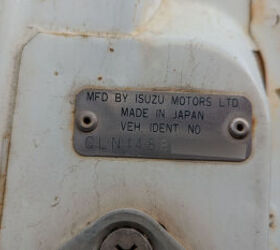 MFD BY ISUZU MOTORS LTD
MADE IN JAPAN
VEH. IDENT NO